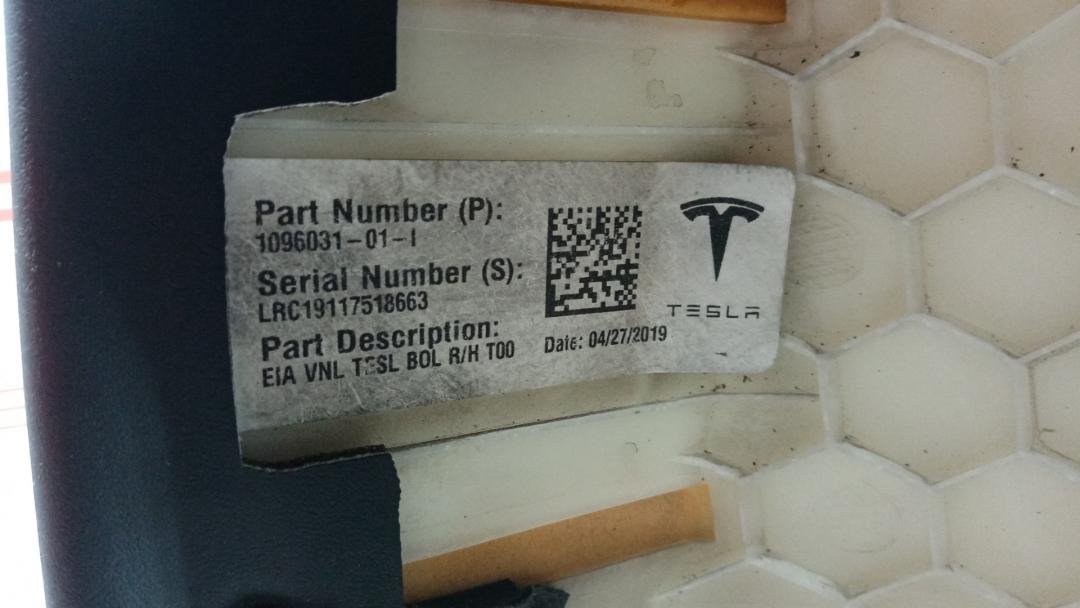 Part Number (P):
1096031-01-I
Serial Number (S):
LRC19117518663
Part Description:
EIA VNL TESL BOL R/H T00
Date: 04/27/2019
TESLA